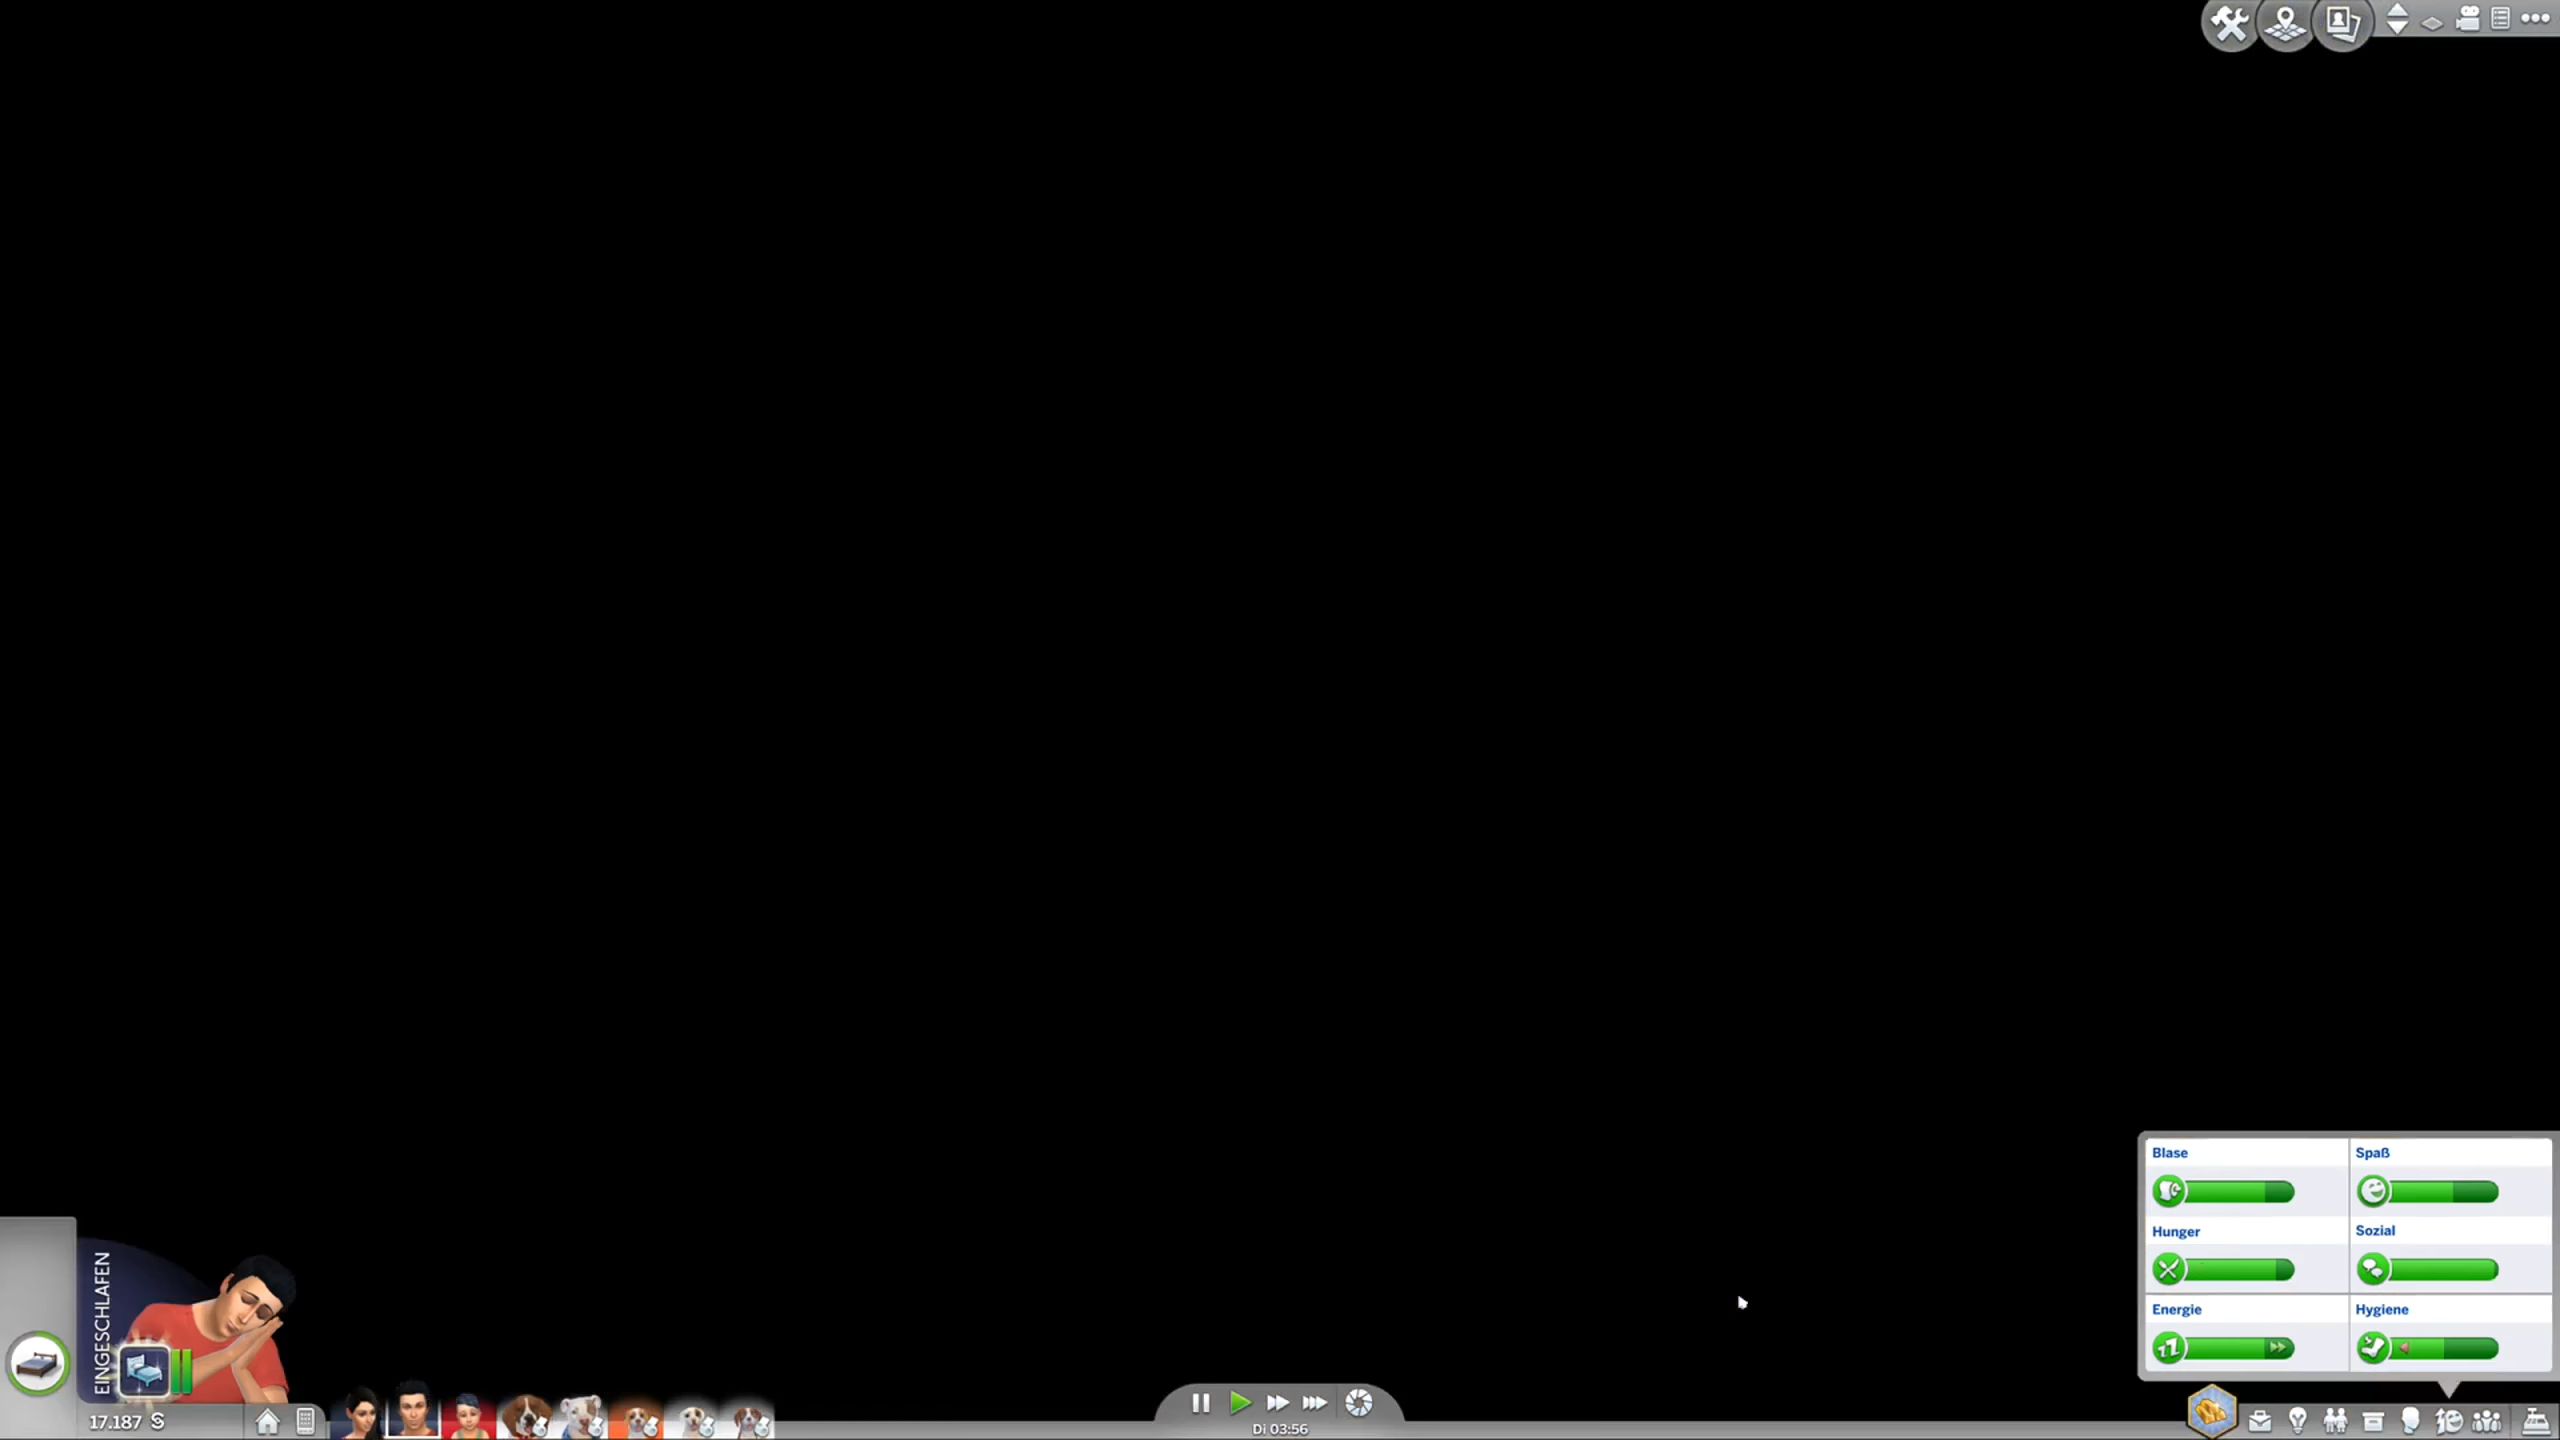 Blase
Spaß
Hunger
Sozial
Energie
Hygiene
EINGESCHLAFEN
17.187
Di 03:56